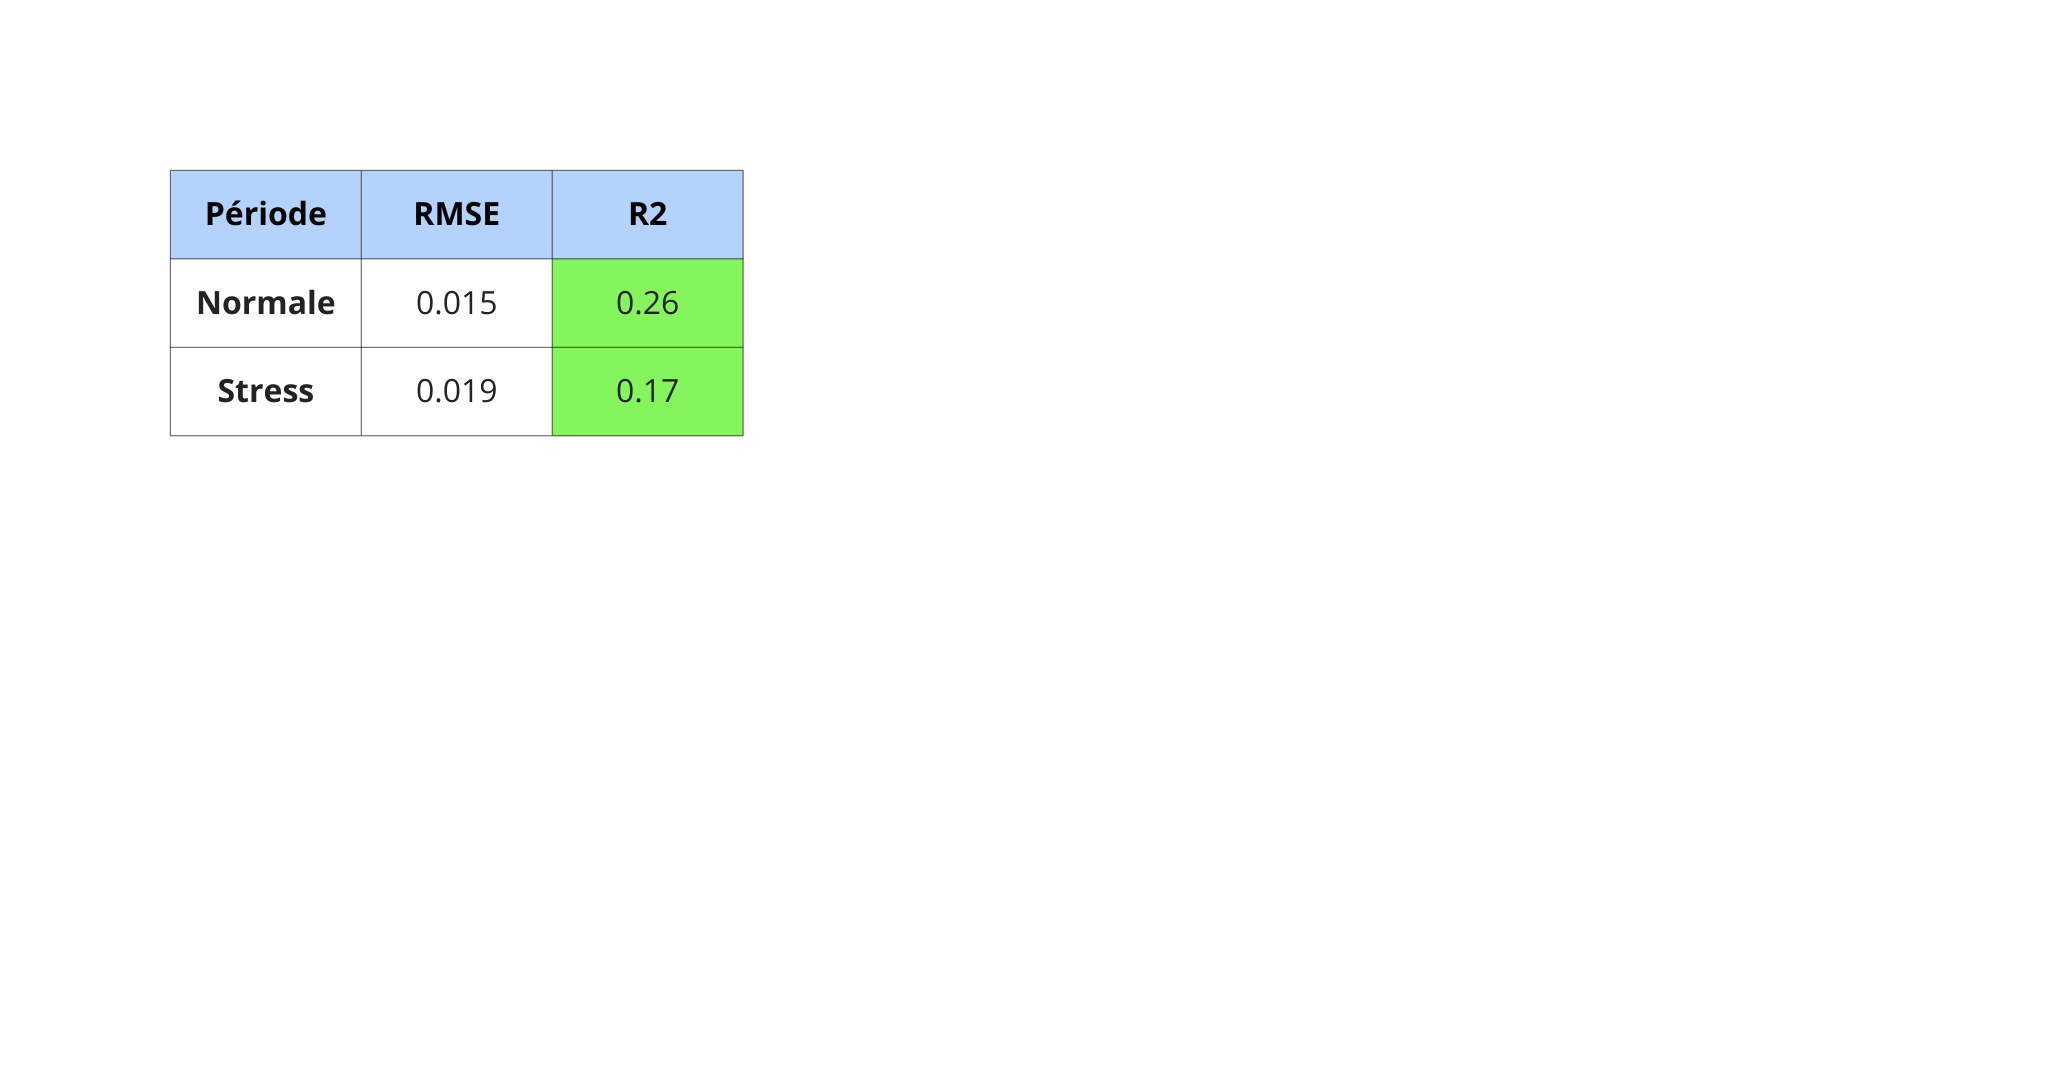 Période RMSE R2
Normale 0.015 0.26
Stress 0.019 0.17